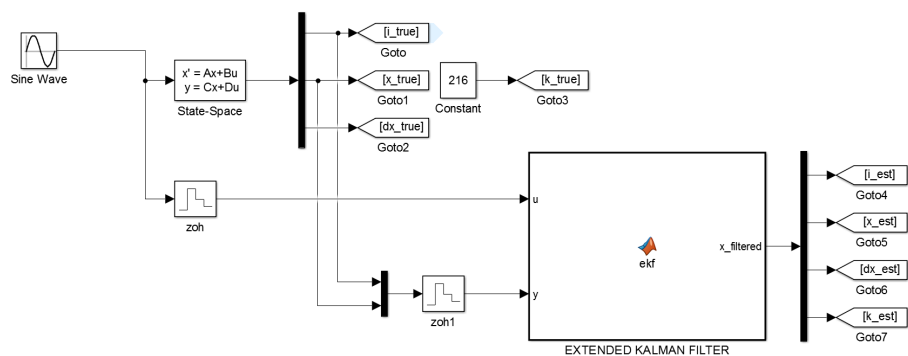 [i_true]
Goto
Sine Wave
x' = Ax+Bu
y = Cx+Du
State-Space
[x_true]
Goto1
216
Constant
[k_true]
Goto3
[dx_true]
Goto2
zoh
u
ekf
x_filtered
y
zoh1
EXTENDED KALMAN FILTER
[i_est]
Goto4
[x_est]
Goto5
[dx_est]
Goto6
[k_est]
Goto7